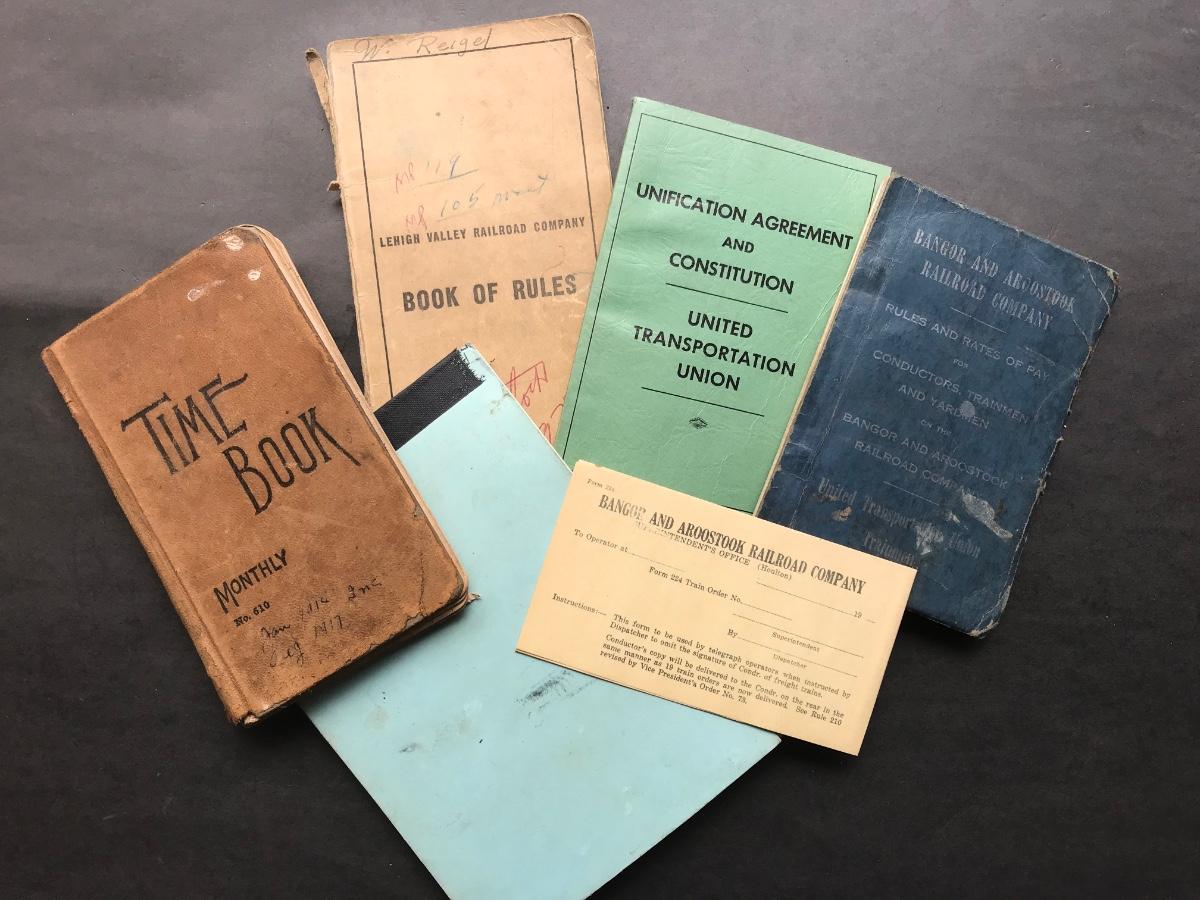 W. Reigel
LEHIGH VALLEY RAILROAD COMPANY
BOOK OF RULES
TIME
BOOK
MONTHLY
No. 610
UNIFICATION AGREEMENT
AND
CONSTITUTION
UNITED
TRANSPORTATION
UNION
BANGOR AND AROOSTOOK
RAILROAD COMPANY
RULES AND RATES OF PAY
FOR
CONDUCTORS, TRAINMEN
AND YARDMEN
ON THE
BANGOR AND AROOSTOOK
RAILROAD COMPANY
United Transportation Union
Form 224
BANGOR AND AROOSTOOK RAILROAD COMPANY
SUPERINTENDENT'S OFFICE (Houlton)
19
To Operator at
Form 224 Train Order No.
Superintendent
By
Dispatcher
Instructions:— This form to be used by telegraph operators when instructed by
Dispatcher to omit the signature of Condr. of freight trains.
Conductor's copy will be delivered to the Condr. on the rear in the
same manner as 19 train orders are now delivered. See Rule 210
revised by Vice President's Order No. 73.